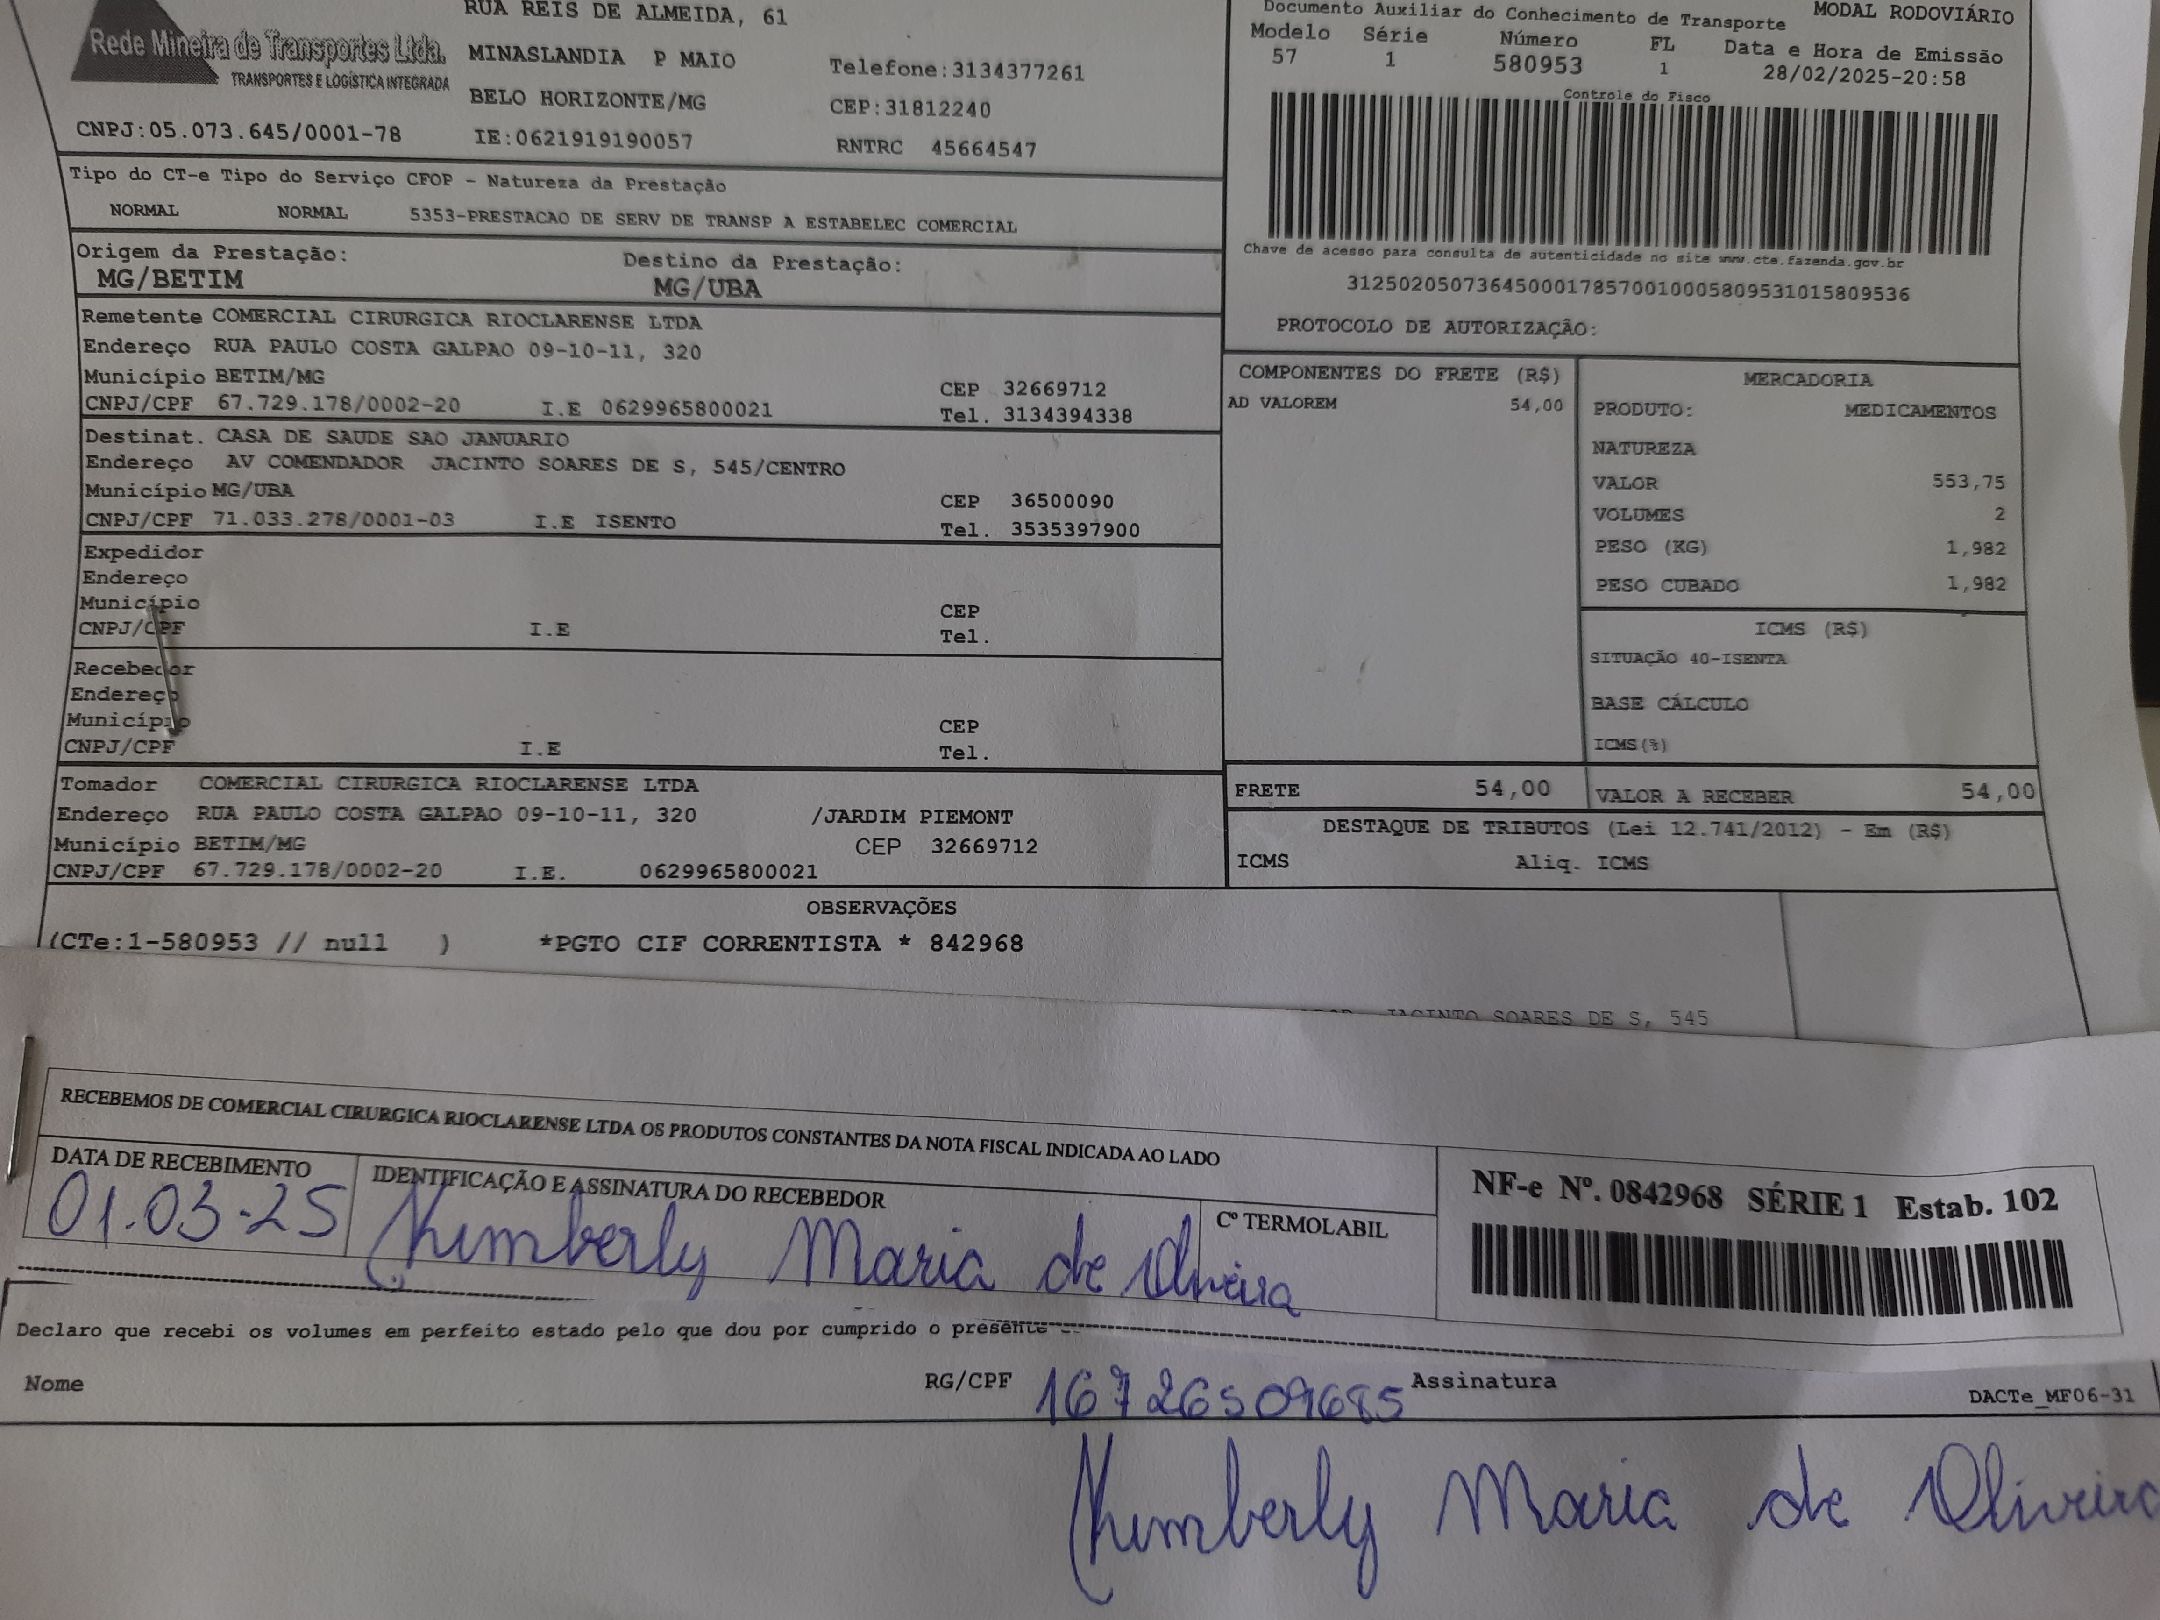 Rede Mineira de Transportes Ltda.
TRANSPORTES E LOGÍSTICA INTEGRADA
CNPJ:05.073.645/0001-78
RUA REIS DE ALMEIDA, 61
MINASLANDIA P MAIO
BELO HORIZONTE/MG
IE:0621919190057
Telefone:3134377261
CEP:31812240
RNTRC 45664547
Documento Auxiliar do Conhecimento de Transporte MODAL RODOVIÁRIO
Modelo Série Número FL Data e Hora de Emissão
57 1 580953 1 28/02/2025-20:58
Controle do Fisco
Chave de acesso para consulta de autenticidade no site www.cte.fazenda.gov.br
31250205073645000178570010005809531015809536
PROTOCOLO DE AUTORIZAÇÃO:
Tipo do CT-e Tipo do Serviço CFOP - Natureza da Prestação
NORMAL NORMAL 5353-PRESTACAO DE SERV DE TRANSP A ESTABELEC COMERCIAL
Origem da Prestação: Destino da Prestação:
MG/BETIM MG/UBA
Remetente COMERCIAL CIRURGICA RIOCLARENSE LTDA
Endereço RUA PAULO COSTA GALPAO 09-10-11, 320
Município BETIM/MG CEP 32669712
CNPJ/CPF 67.729.178/0002-20 I.E 0629965800021 Tel. 3134394338
Destinat. CASA DE SAUDE SAO JANUARIO
Endereço AV COMENDADOR JACINTO SOARES DE S, 545/CENTRO
Município MG/UBA CEP 36500090
CNPJ/CPF 71.033.278/0001-03 I.E ISENTO Tel. 3535397900
Expedidor
Endereço
Município CEP
CNPJ/CPF I.E Tel.
Recebedor
Endereço
Município CEP
CNPJ/CPF I.E Tel.
Tomador COMERCIAL CIRURGICA RIOCLARENSE LTDA
Endereço RUA PAULO COSTA GALPAO 09-10-11, 320 /JARDIM PIEMONT
Município BETIM/MG CEP 32669712
CNPJ/CPF 67.729.178/0002-20 I.E. 0629965800021
COMPONENTES DO FRETE (R$)
AD VALOREM 54,00
MERCADORIA
PRODUTO: MEDICAMENTOS
NATUREZA
VALOR 553,75
VOLUMES 2
PESO (KG) 1,982
PESO CUBADO 1,982
ICMS (R$)
SITUAÇÃO 40-ISENTA
BASE CÁLCULO
ICMS(%)
FRETE 54,00 VALOR A RECEBER 54,00
DESTAQUE DE TRIBUTOS (Lei 12.741/2012) - Em (R$)
ICMS Aliq. ICMS
OBSERVAÇÕES
(CTe:1-580953 // null ) *PGTO CIF CORRENTISTA * 842968
JACINTO SOARES DE S, 545
RECEBEMOS DE COMERCIAL CIRURGICA RIOCLARENSE LTDA OS PRODUTOS CONSTANTES DA NOTA FISCAL INDICADA AO LADO
DATA DE RECEBIMENTO IDENTIFICAÇÃO E ASSINATURA DO RECEBEDOR Cº TERMOLABIL
01.03-25 Khimberly Maria de Oliveira
NF-e Nº. 0842968 SÉRIE 1 Estab. 102
Declaro que recebi os volumes em perfeito estado pelo que dou por cumprido o presente
Nome RG/CPF 16726509685 Assinatura DACTe_MF06-31
Khimberly Maria de Oliveira